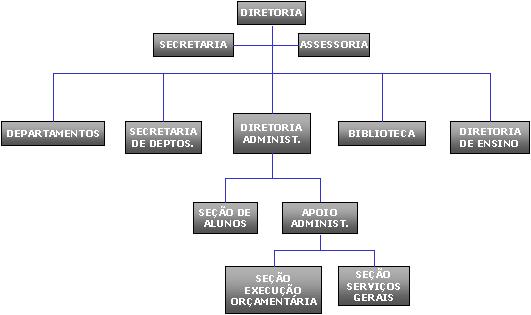 DIRETORIA
SECRETARIA
ASSESSORIA
DEPARTAMENTOS
SECRETARIA
DE DEPTOS.
DIRETORIA
ADMINIST.
BIBLIOTECA
DIRETORIA
DE ENSINO
SEÇÃO DE
ALUNOS
APOIO
ADMINIST.
SEÇÃO
EXECUÇÃO
ORÇAMENTÁRIA
SEÇÃO
SERVIÇOS
GERAIS